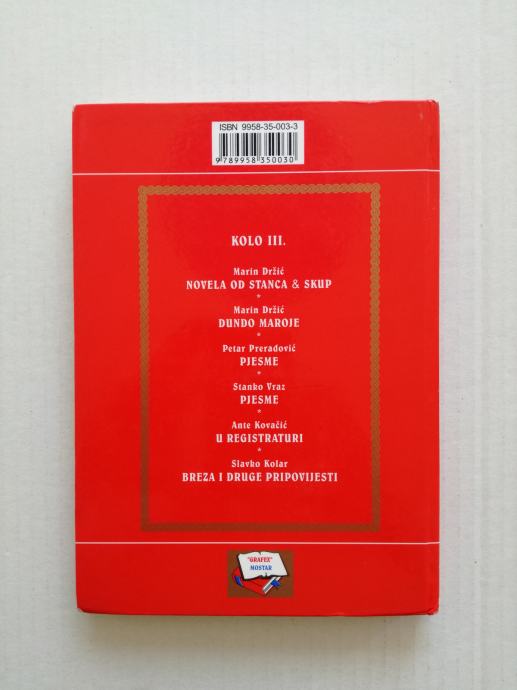 ISBN 9958-35-003-3
9 789958 350030
KOLO III.
Marin Držić
NOVELA OD STANCA & SKUP
*
Marin Držić
DUNDO MAROJE
*
Petar Preradović
PJESME
*
Stanko Vraz
PJESME
*
Ante Kovačić
U REGISTRATURI
*
Slavko Kolar
BREZA I DRUGE PRIPOVIJESTI
"GRAFEX"
MOSTAR